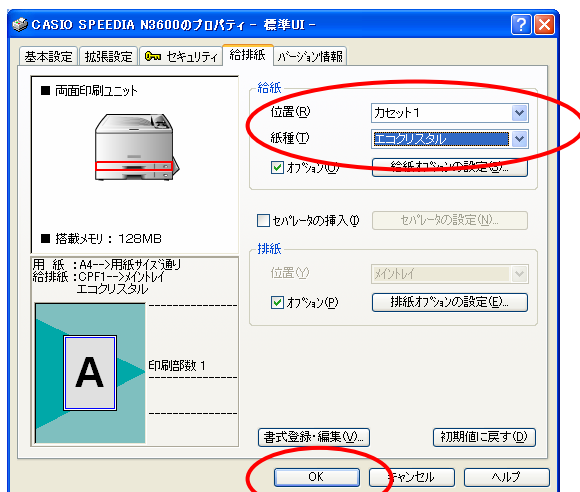 CASIO SPEEDIA N3600のプロパティ - 標準UI -
基本設定 拡張設定 セキュリティ 給排紙 バージョン情報
■ 両面印刷ユニット
■ 搭載メモリ : 128MB
用 紙 :A4-->用紙サイズ通り
給排紙 :CPF1-->メイントレイ
エコクリスタル
A
印刷部数 1
給紙
位置(R) カセット1
紙種(T) エコクリスタル
オプション(O) 給紙オプションの設定(S)...
セパレータの挿入(I) セパレータの設定(N)...
排紙
位置(Y) メイントレイ
オプション(P) 排紙オプションの設定(E)...
書式登録・編集(V)... 初期値に戻す(D)
OK キャンセル ヘルプ